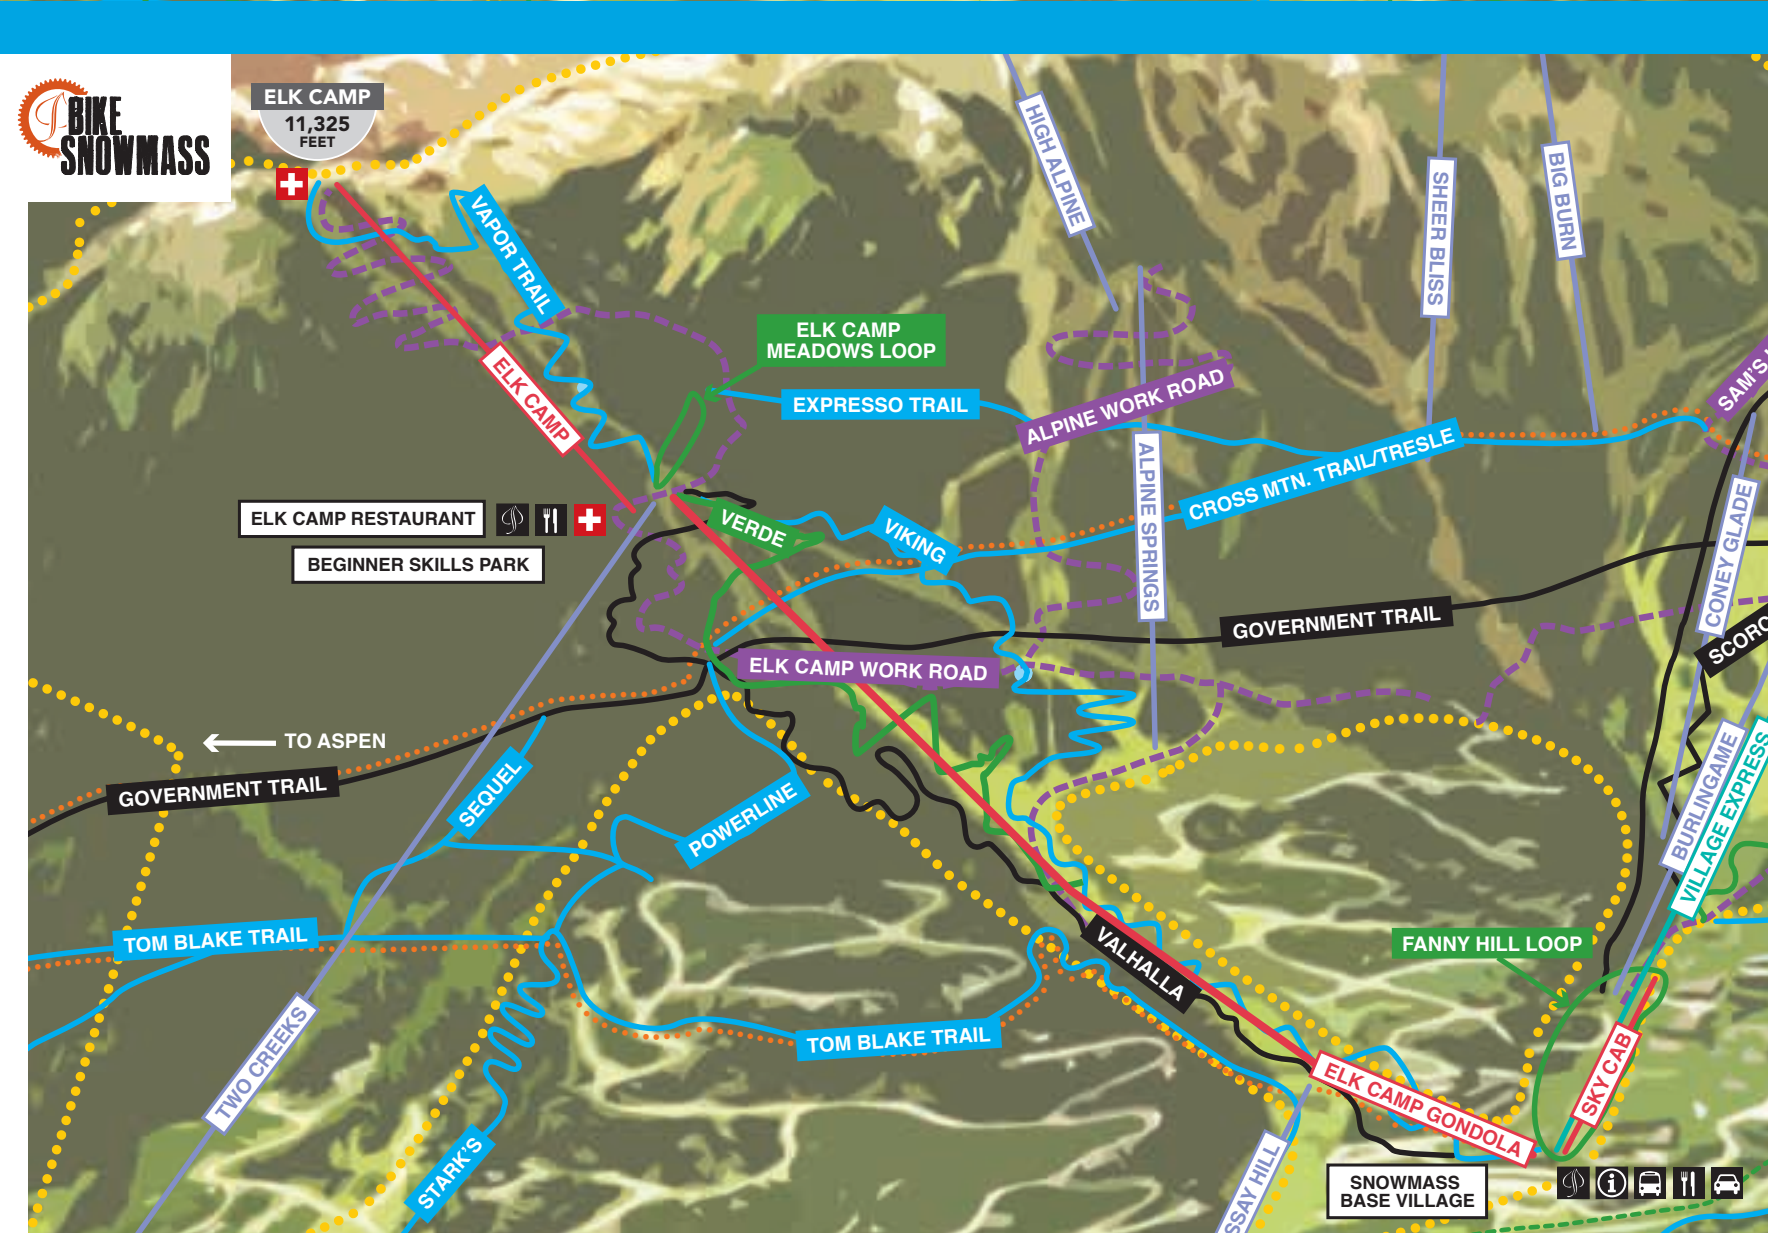 BIKE
SNOWMASS
ELK CAMP
11,325
FEET
HIGH ALPINE
SHEER BLISS
BIG BURN
VAPOR TRAIL
ELK CAMP
MEADOWS LOOP
ELK CAMP
EXPRESSO TRAIL
ALPINE WORK ROAD
SAM'S
ALPINE SPRINGS
CROSS MTN. TRAIL/TRESLE
CONEY GLADE
ELK CAMP RESTAURANT
BEGINNER SKILLS PARK
VERDE
VIKING
GOVERNMENT TRAIL
SCORC
ELK CAMP WORK ROAD
TO ASPEN
GOVERNMENT TRAIL
SEQUEL
POWERLINE
BURLINGAME
VILLAGE EXPRESS
TOM BLAKE TRAIL
VALHALLA
FANNY HILL LOOP
TWO CREEKS
TOM BLAKE TRAIL
ELK CAMP GONDOLA
SKY CAB
STARK'S
SSAY HILL
SNOWMASS
BASE VILLAGE